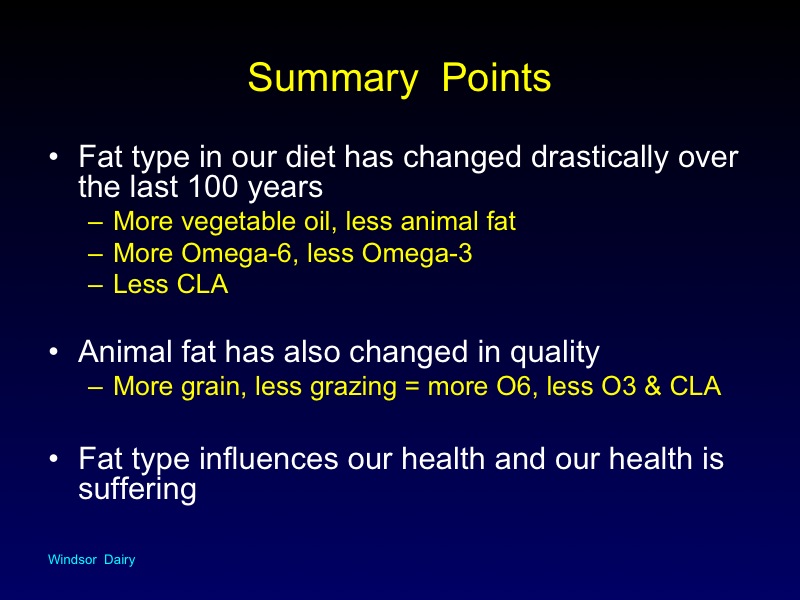 Summary  Points
• Fat type in our diet has changed drastically over
the last 100 years
– More vegetable oil, less animal fat
– More Omega-6, less Omega-3
– Less CLA
• Animal fat has also changed in quality
– More grain, less grazing = more O6, less O3 & CLA
• Fat type influences our health and our health is
suffering
Windsor  Dairy